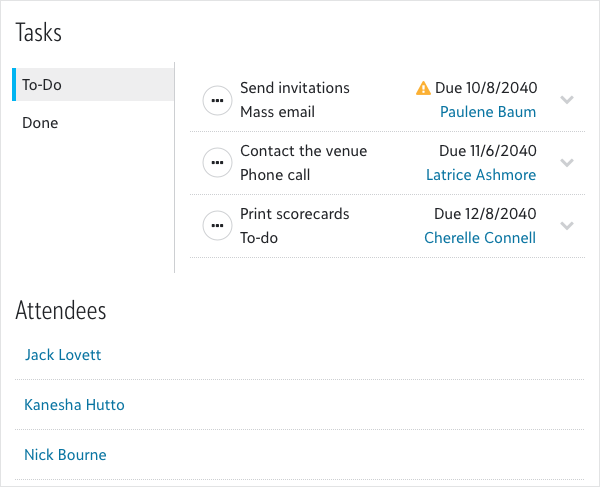 Tasks
To-Do
Done
Send invitations
Due 10/8/2040
Mass email
Paulene Baum
Contact the venue
Due 11/6/2040
Phone call
Latrice Ashmore
Print scorecards
Due 12/8/2040
To-do
Cherelle Connell
Attendees
Jack Lovett
Kanesha Hutto
Nick Bourne